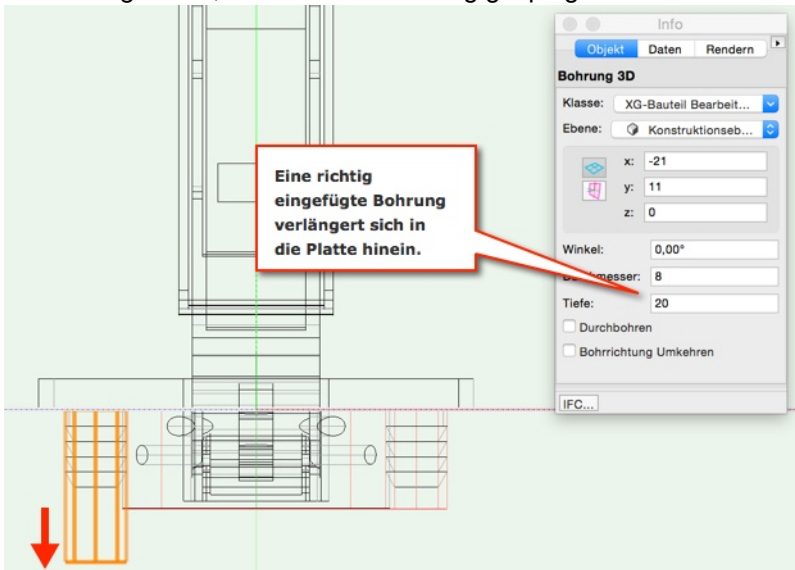 Info
Objekt Daten Rendern
Bohrung 3D
Klasse: XG-Bauteil Bearbeit...
Ebene: Konstruktionseb...
x: -21
y: 11
z: 0
Winkel: 0,00°
8
Tiefe: 20
Durchbohren
Bohrrichtung Umkehren
IFC...
Eine richtig
eingefügte Bohrung
verlängert sich in
die Platte hinein.